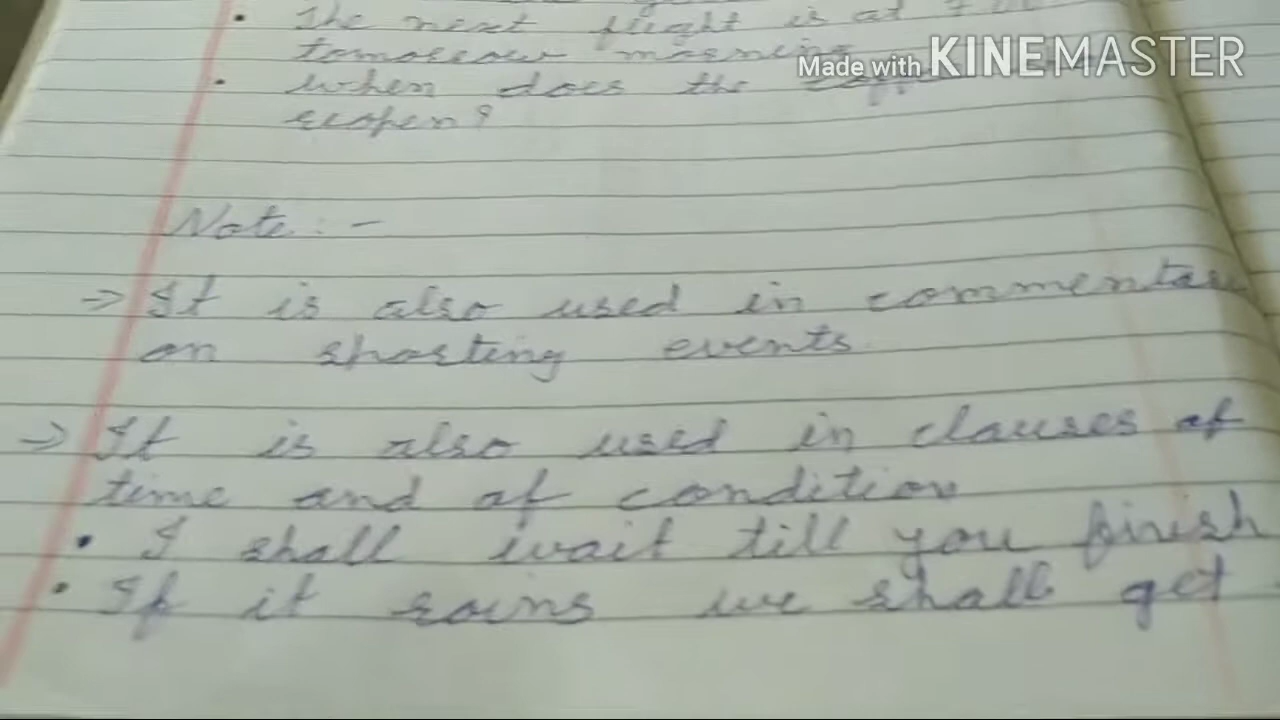 • The next flight is at 7
tomorrow morning
• when does the
reopen?
Made with KINEMASTER
Note :-
=> It is also used in commentary
on sporting events
=> It is also used in clauses of
time and of condition
• I shall wait till you finish
• If it rains we shall get